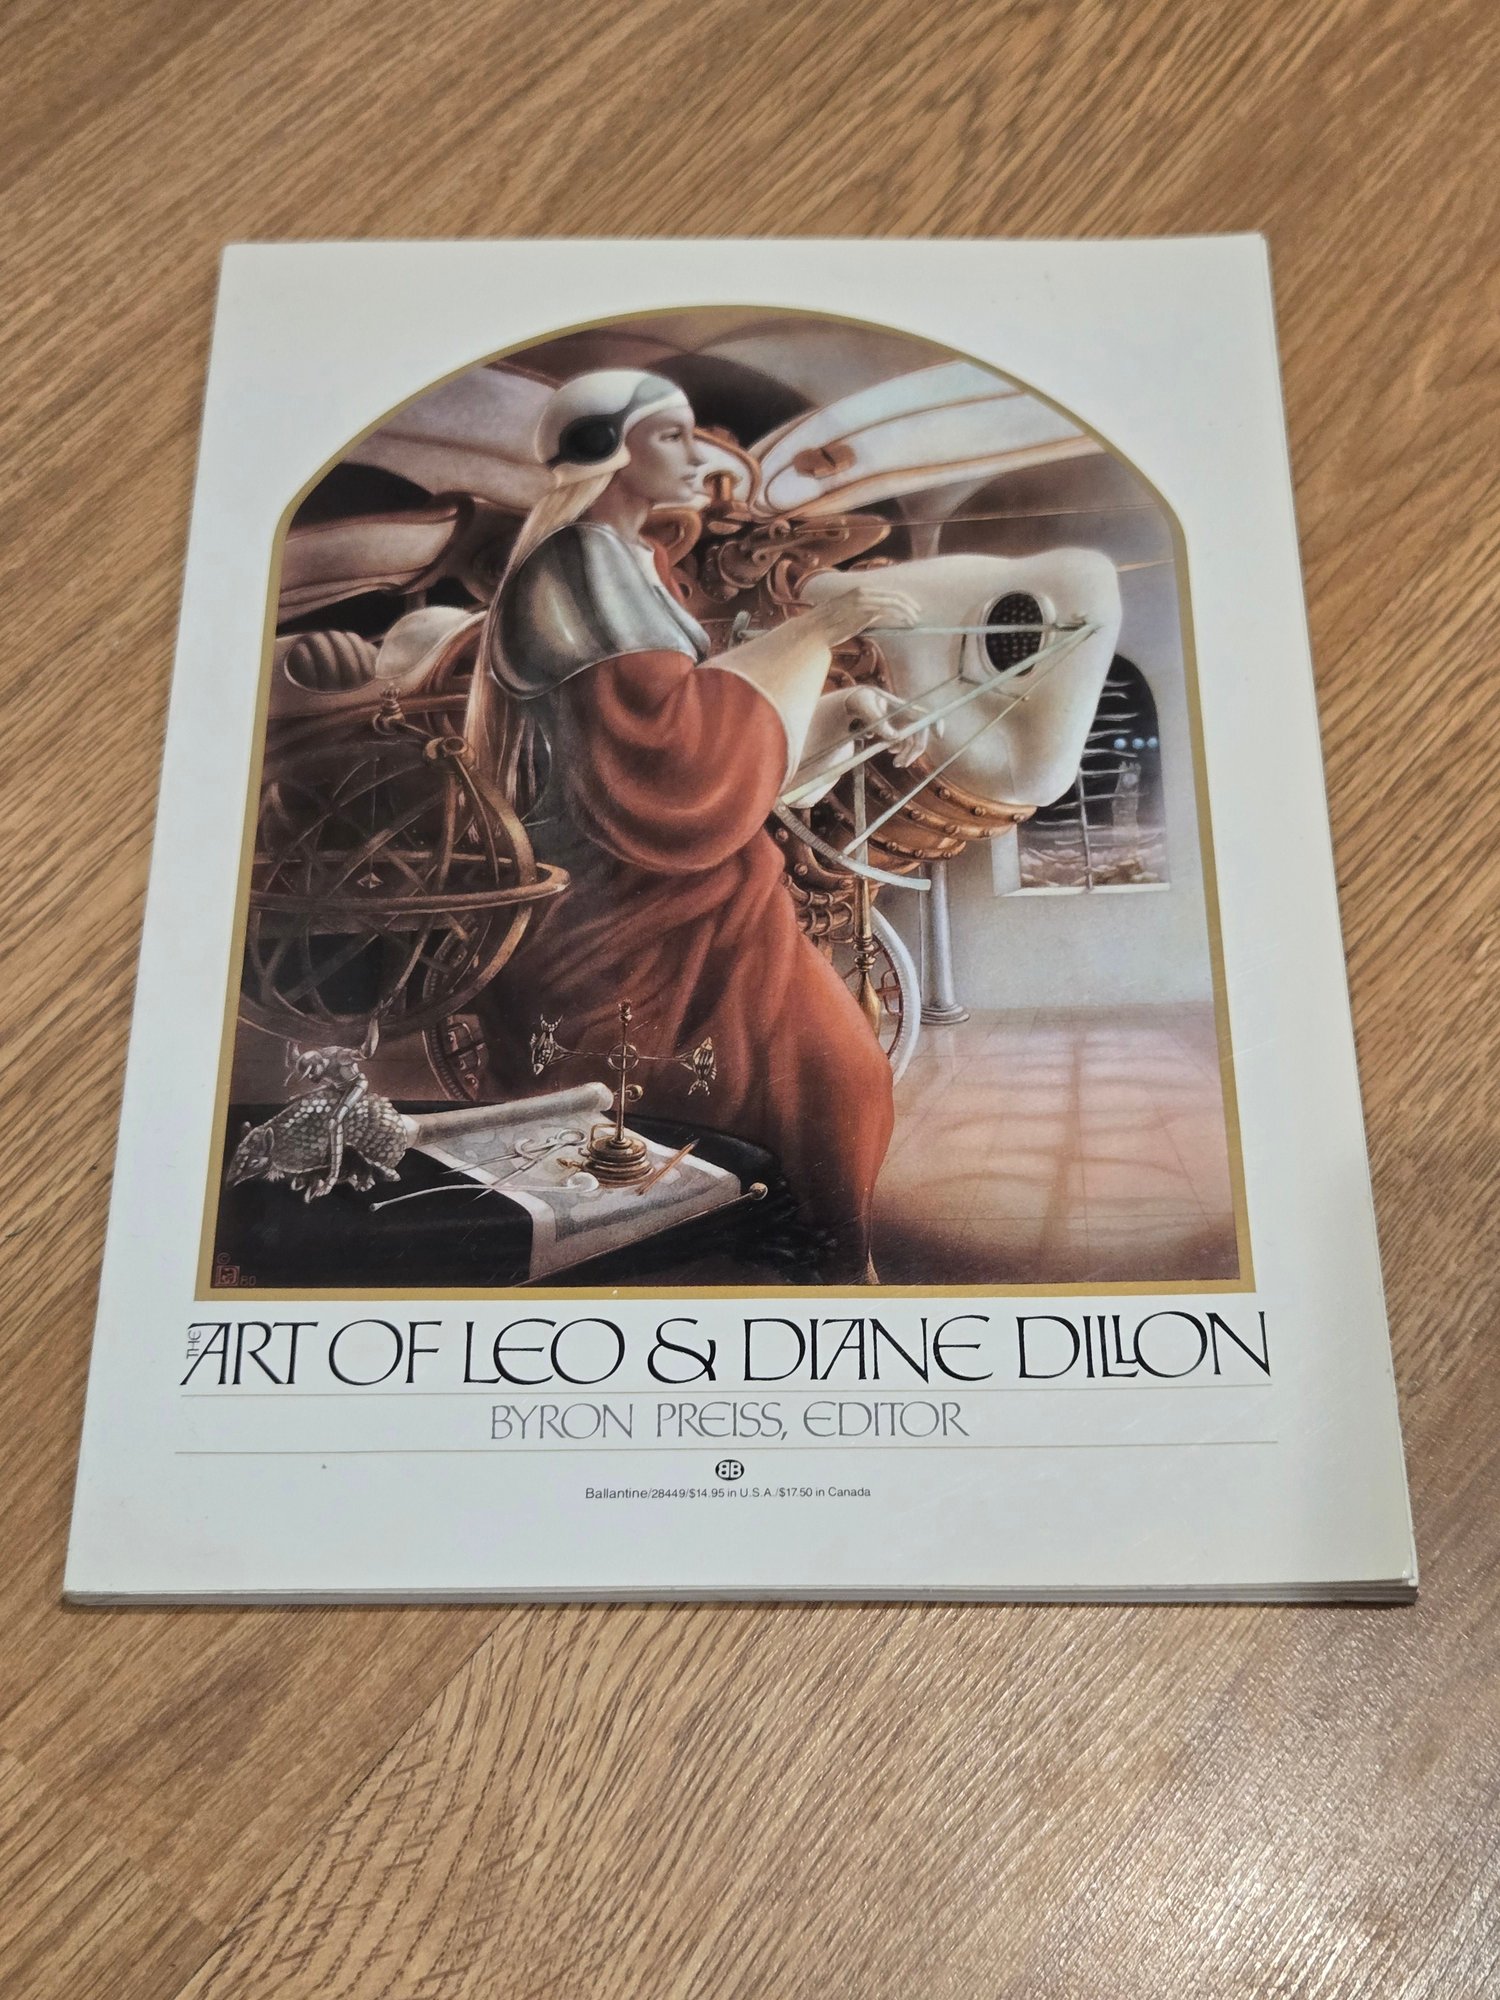 © 80
THE ART OF LEO & DIANE DILLON
BYRON PREISS, EDITOR
BB
Ballantine/28449/$14.95 in U.S.A./$17.50 in Canada